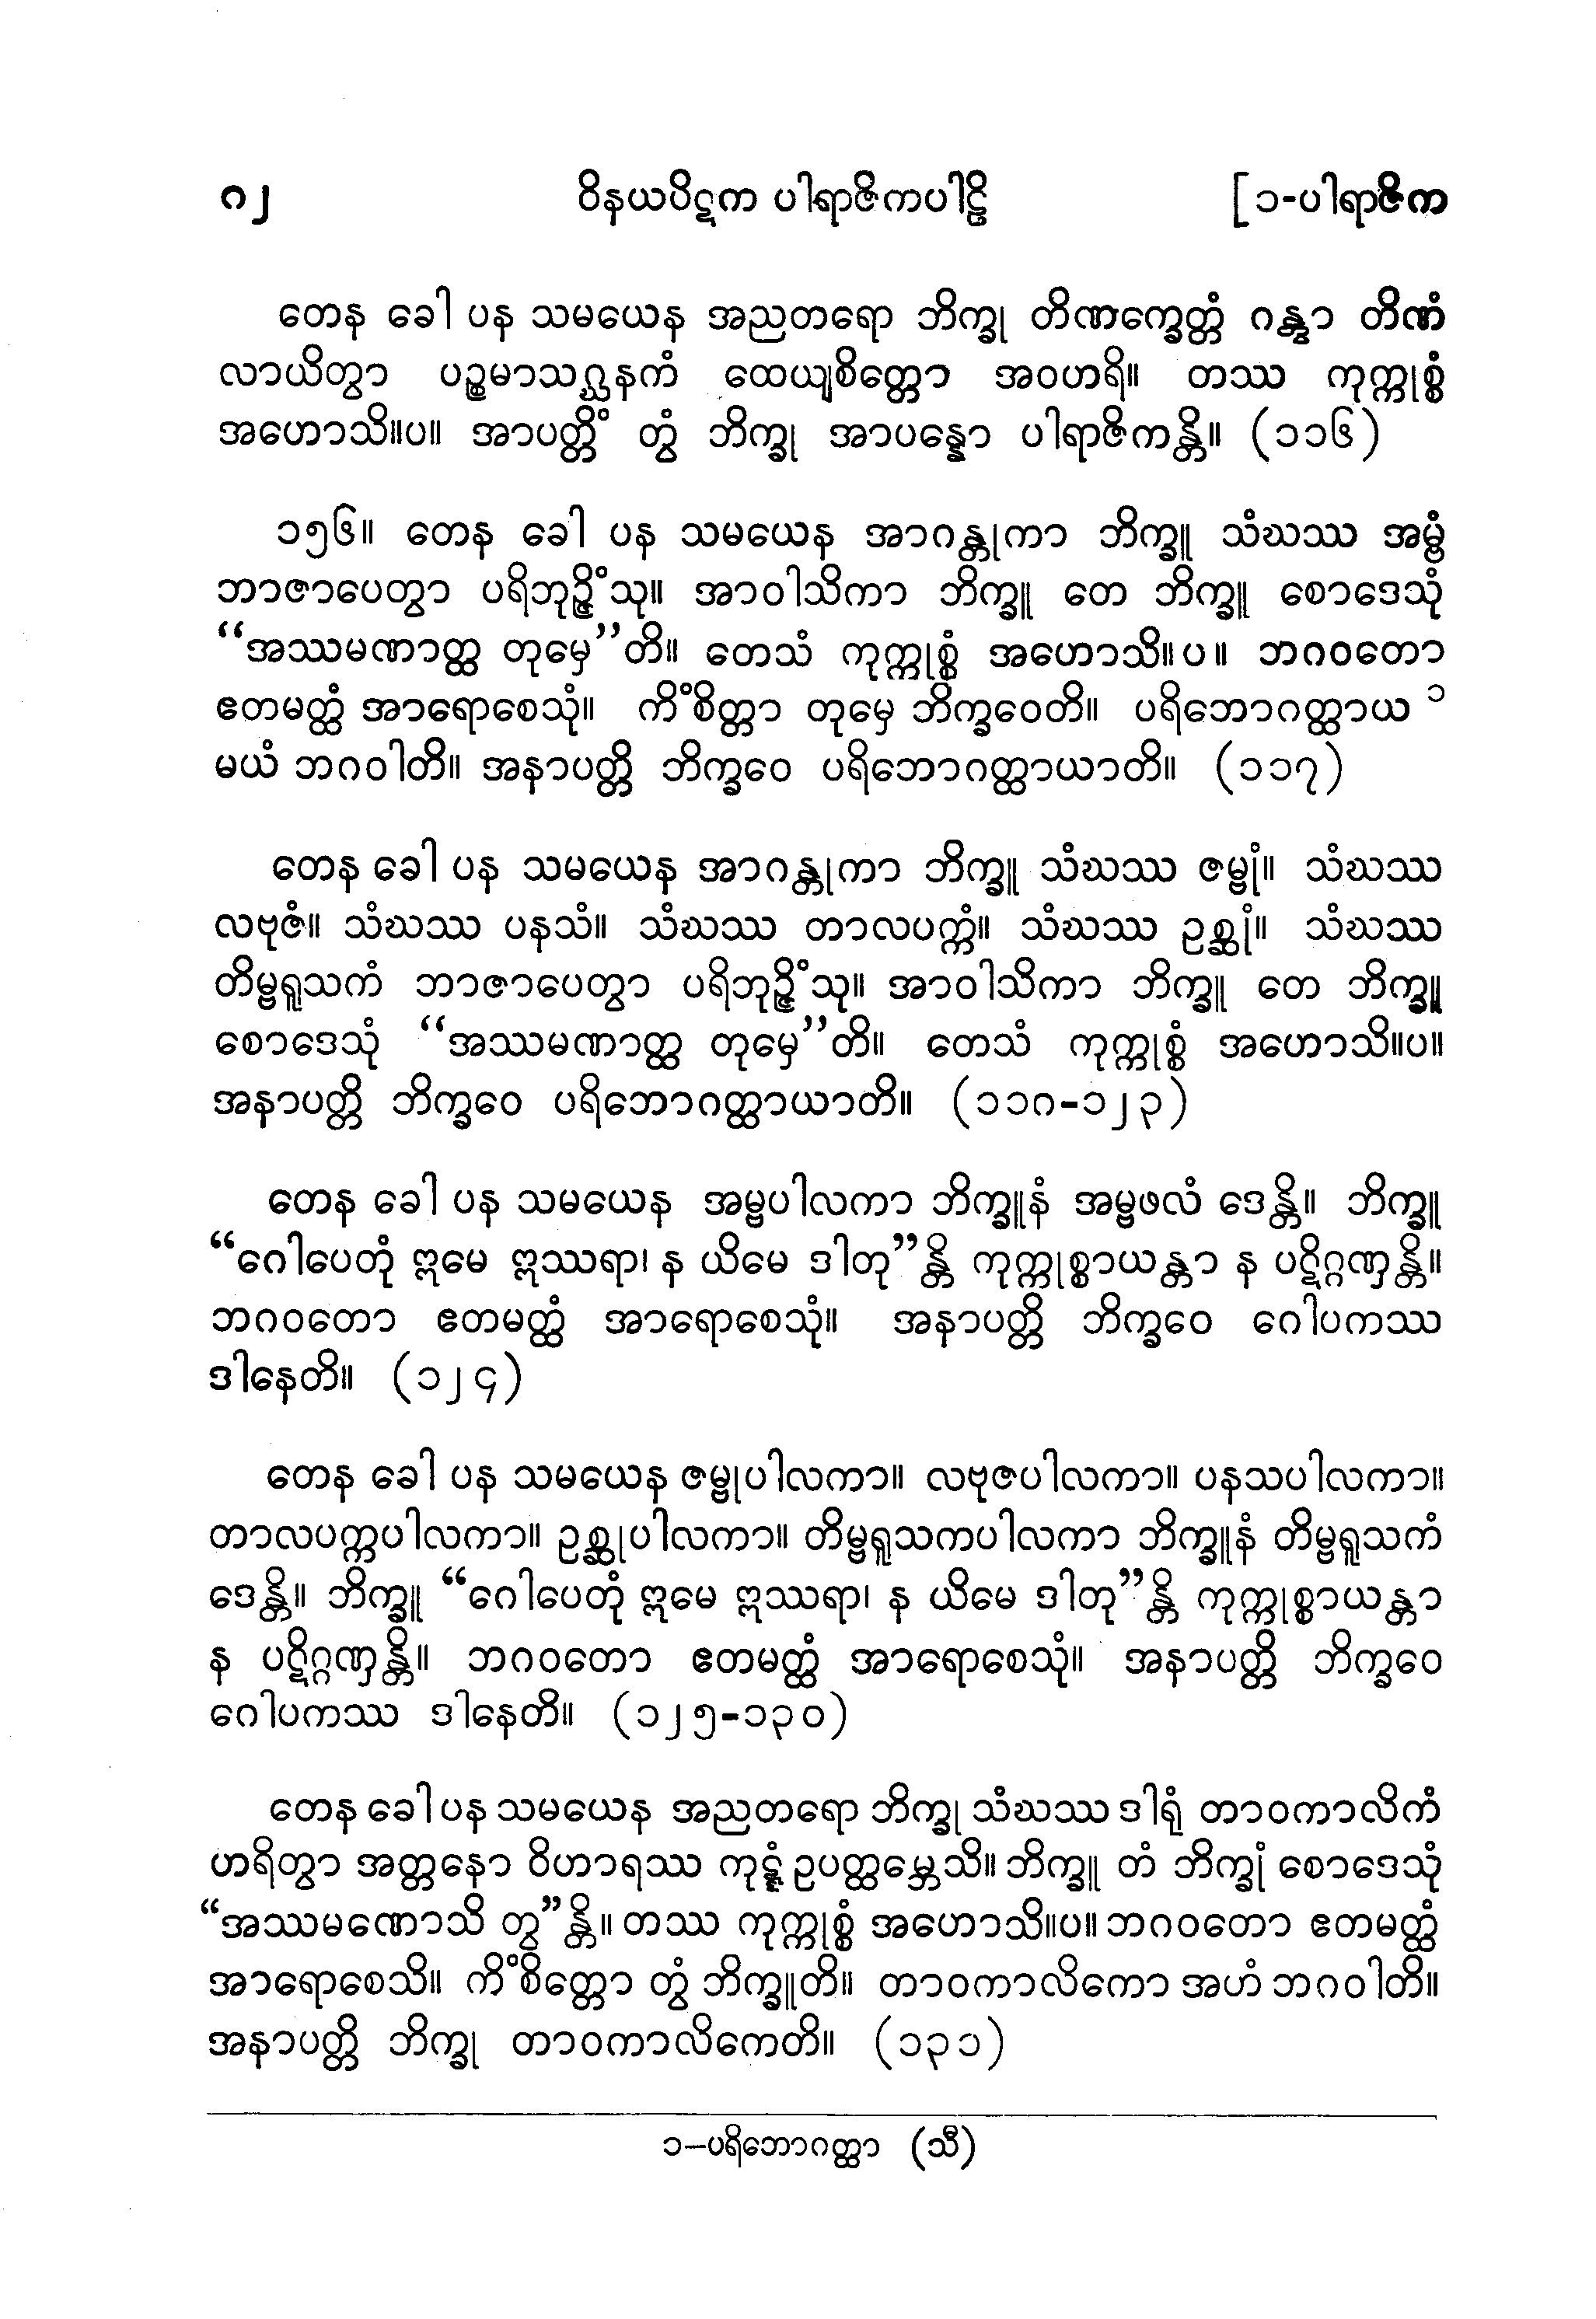 ၈၂ ဝိနယပိဋက ပါရာဇိကပါဠိ [ ၁-ပါရာဇိက
တေန ခေါ ပန သမယေန အညတရော ဘိက္ခု တိဏက္ခေတ္တံ ဂန္တွာ တိဏံ
လာယိတွာ ပဉ္စမာသဂ္ဃနကံ ထေယျစိတ္တော အဝဟရိ။ တဿ ကုက္ကုစ္စံ
အဟောသိ။ပ။ အာပတ္တိံ တွံ ဘိက္ခု အာပန္နော ပါရာဇိကန္တိ။ (၁၁၆)
၁၅၆။ တေန ခေါ ပန သမယေန အာဂန္တုကာ ဘိက္ခူ သံဃဿ အမ္ဗံ
ဘာဇာပေတွာ ပရိဘုဉ္ဇိံသု။ အာဝါသိကာ ဘိက္ခူ တေ ဘိက္ခူ စောဒေသုံ
“အဿမဏာတ္ထ တုမှေ”တိ။ တေသံ ကုက္ကုစ္စံ အဟောသိ။ပ။ ဘဂဝတော
ဧတမတ္ထံ အာရောစေသုံ။ ကိံစိတ္တာ တုမှေ ဘိက္ခဝေတိ။ ပရိဘောဂတ္ထာယ ၁
မယံ ဘဂဝါတိ။ အနာပတ္တိ ဘိက္ခဝေ ပရိဘောဂတ္ထာယာတိ။ (၁၁၇)
တေန ခေါ ပန သမယေန အာဂန္တုကာ ဘိက္ခူ သံဃဿ ဇမ္ဗုံ။ သံဃဿ
လဗုဇံ။ သံဃဿ ပနသံ။ သံဃဿ တာလပက္ကံ။ သံဃဿ ဥစ္ဆုံ။ သံဃဿ
တိမ္ဗရူသကံ ဘာဇာပေတွာ ပရိဘုဉ္ဇိံသု။ အာဝါသိကာ ဘိက္ခူ တေ ဘိက္ခူ
စောဒေသုံ “အဿမဏာတ္ထ တုမှေ”တိ။ တေသံ ကုက္ကုစ္စံ အဟောသိ။ပ။
အနာပတ္တိ ဘိက္ခဝေ ပရိဘောဂတ္ထာယာတိ။ (၁၁၈-၁၂၃)
တေန ခေါ ပန သမယေန အမ္ဗပါလကာ ဘိက္ခူနံ အမ္ဗဖလံ ဒေန္တိ။ ဘိက္ခူ
“ဂေါပေတုံ ဣမေ ဣဿရာ၊ န ယိမေ ဒါတု”န္တိ ကုက္ကုစ္စာယန္တာ န ပဋိဂ္ဂဏှန္တိ။
ဘဂဝတော ဧတမတ္ထံ အာရောစေသုံ။ အနာပတ္တိ ဘိက္ခဝေ ဂေါပကဿ
ဒါနေတိ။ (၁၂၄)
တေန ခေါ ပန သမယေန ဇမ္ဗုပါလကာ။ လဗုဇပါလကာ။ ပနသပါလကာ။
တာလပက္ကပါလကာ။ ဥစ္ဆုပါလကာ။ တိမ္ဗရူသကပါလကာ ဘိက္ခူနံ တိမ္ဗရူသကံ
ဒေန္တိ။ ဘိက္ခူ “ဂေါပေတုံ ဣမေ ဣဿရာ၊ န ယိမေ ဒါတု”န္တိ ကုက္ကုစ္စာယန္တာ
န ပဋိဂ္ဂဏှန္တိ။ ဘဂဝတော ဧတမတ္ထံ အာရောစေသုံ။ အနာပတ္တိ ဘိက္ခဝေ
ဂေါပကဿ ဒါနေတိ။ (၁၂၅-၁၃၀)
တေန ခေါ ပန သမယေန အညတရော ဘိက္ခု သံဃဿ ဒါရုံ တာဝကာလိကံ
ဟရိတွာ အတ္တနော ဝိဟာရဿ ကုဋ္ဋံ ဥပတ္ထမ္ဘေသိ။ ဘိက္ခူ တံ ဘိက္ခုံ စောဒေသုံ
“အဿမဏောသိ တွ”န္တိ။ တဿ ကုက္ကုစ္စံ အဟောသိ။ပ။ ဘဂဝတော ဧတမတ္ထံ
အာရောစေသိ။ ကိံစိတ္တော တွံ ဘိက္ခူတိ။ တာဝကာလိကော အဟံ ဘဂဝါတိ။
အနာပတ္တိ ဘိက္ခု တာဝကာလိကေတိ။ (၁၃၁)
၁–ပရိဘောဂတ္ထာ (သီ)